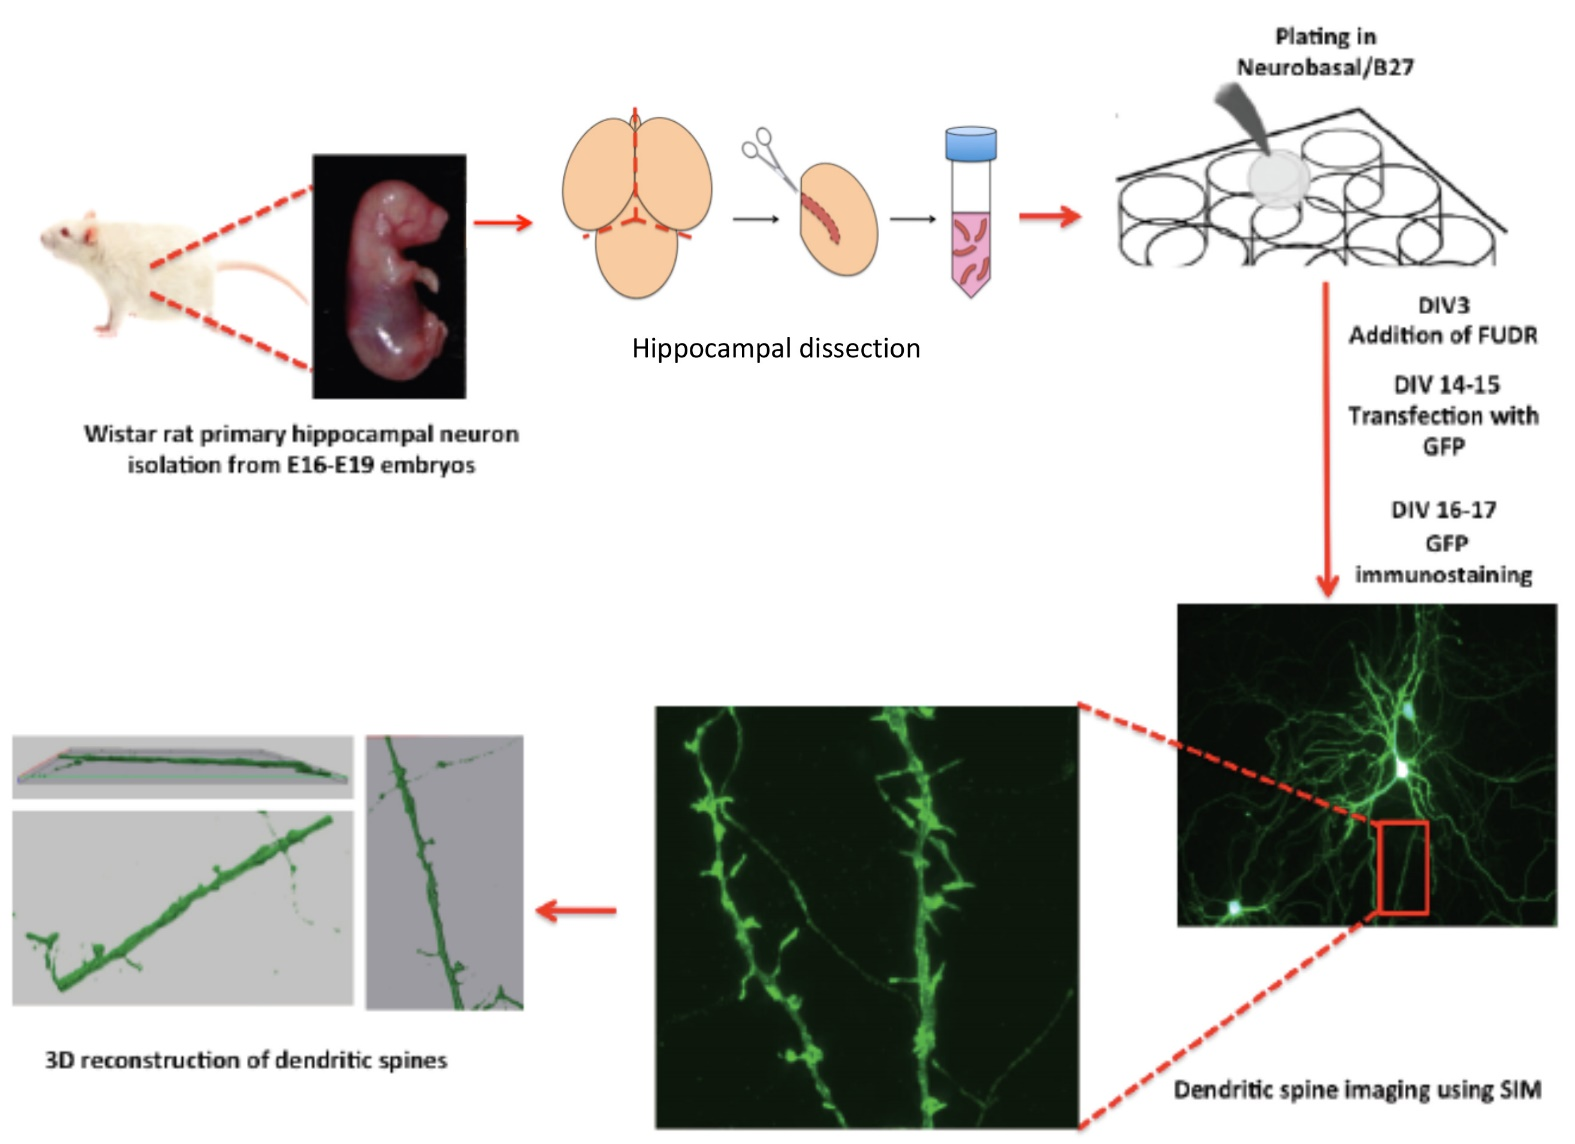 Plating in
Neurobasal/B27
Hippocampal dissection
DIV3
Addition of FUDR
DIV 14-15
Transfection with
GFP
DIV 16-17
GFP
immunostaining
Wistar rat primary hippocampal neuron
isolation from E16-E19 embryos
3D reconstruction of dendritic spines
Dendritic spine imaging using SIM